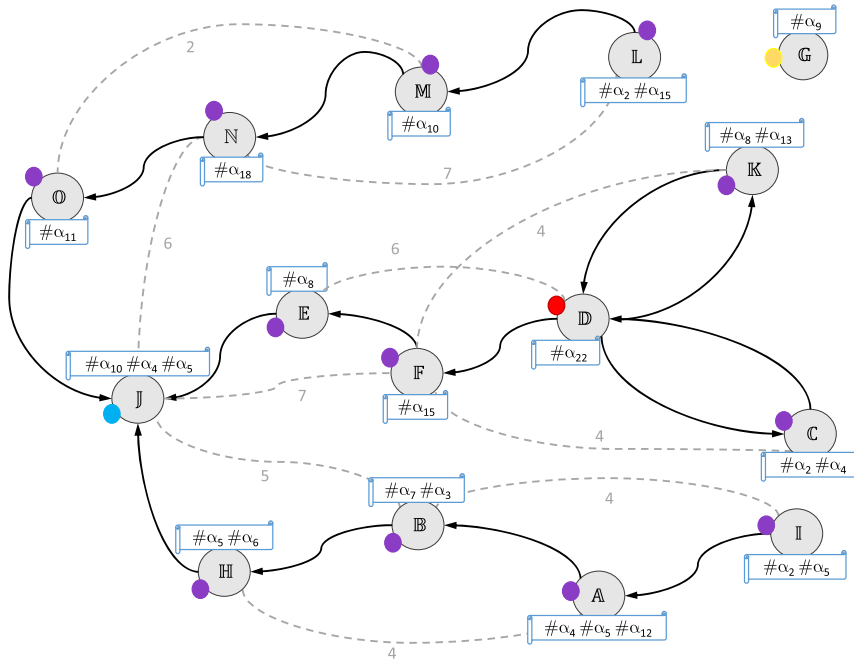 #α₉
𝔾
2
𝕃
𝕄
#α₂ #α₁₅
#α₁₀
#α₈ #α₁₃
ℕ
𝕂
#α₁₈
7
𝕆
#α₁₁
4
6
6
#α₈
𝔼
𝔻
#α₂₂
#α₁₀ #α₄ #α₅
𝔽
7
𝕁
#α₁₅
4
ℂ
#α₂ #α₄
5
#α₇ #α₃
4
𝔹
𝕀
#α₅ #α₆
#α₂ #α₅
ℍ
𝔸
#α₄ #α₅ #α₁₂
4